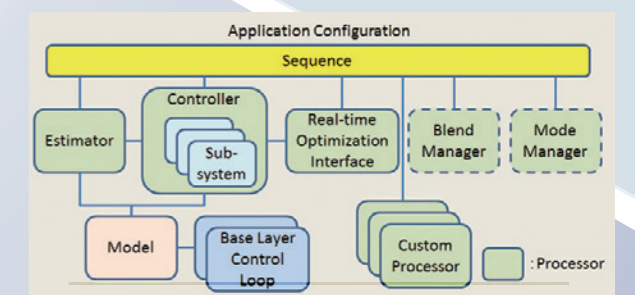 Application Configuration
Sequence
Estimator
Controller
Sub-
system
Real-time
Optimization
Interface
Blend
Manager
Mode
Manager
Model
Base Layer
Control
Loop
Custom
Processor
: Processor